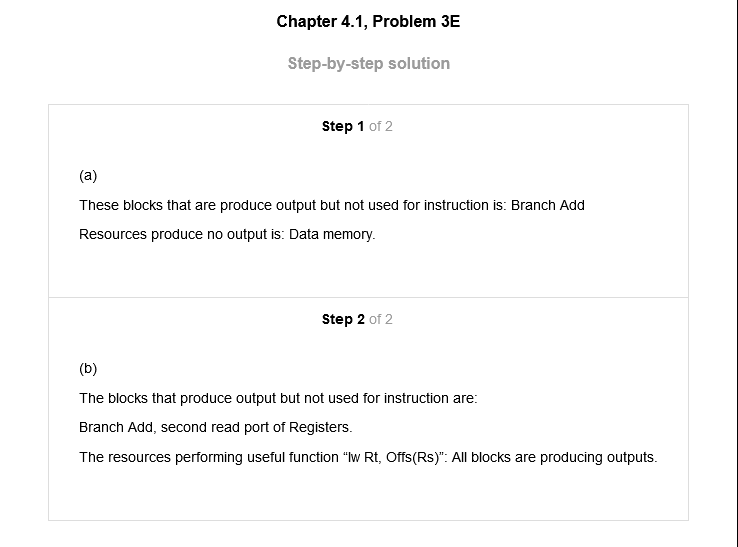 Chapter 4.1, Problem 3E
Step-by-step solution
Step 1 of 2
(a)
These blocks that are produce output but not used for instruction is: Branch Add
Resources produce no output is: Data memory.
Step 2 of 2
(b)
The blocks that produce output but not used for instruction are:
Branch Add, second read port of Registers.
The resources performing useful function “lw Rt, Offs(Rs)”: All blocks are producing outputs.